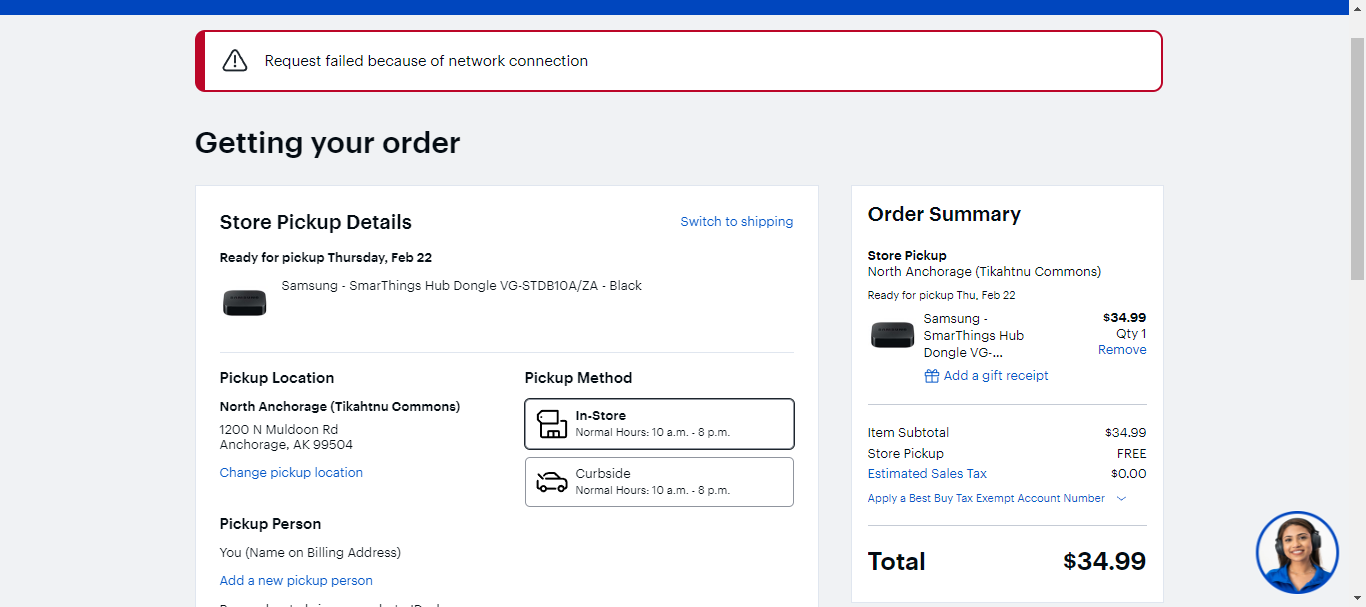 Request failed because of network connection
Getting your order
Store Pickup Details
Switch to shipping
Ready for pickup Thursday, Feb 22
Samsung - SmarThings Hub Dongle VG-STDB10A/ZA - Black
Pickup Location
North Anchorage (Tikahtnu Commons)
1200 N Muldoon Rd
Anchorage, AK 99504
Change pickup location
Pickup Method
In-Store
Normal Hours: 10 a.m. - 8 p.m.
Curbside
Normal Hours: 10 a.m. - 8 p.m.
Pickup Person
You (Name on Billing Address)
Add a new pickup person
Order Summary
Store Pickup
North Anchorage (Tikahtnu Commons)
Ready for pickup Thu, Feb 22
Samsung -
SmarThings Hub
Dongle VG-...
$34.99
Qty 1
Remove
Add a gift receipt
Item Subtotal $34.99
Store Pickup FREE
Estimated Sales Tax $0.00
Apply a Best Buy Tax Exempt Account Number
Total $34.99